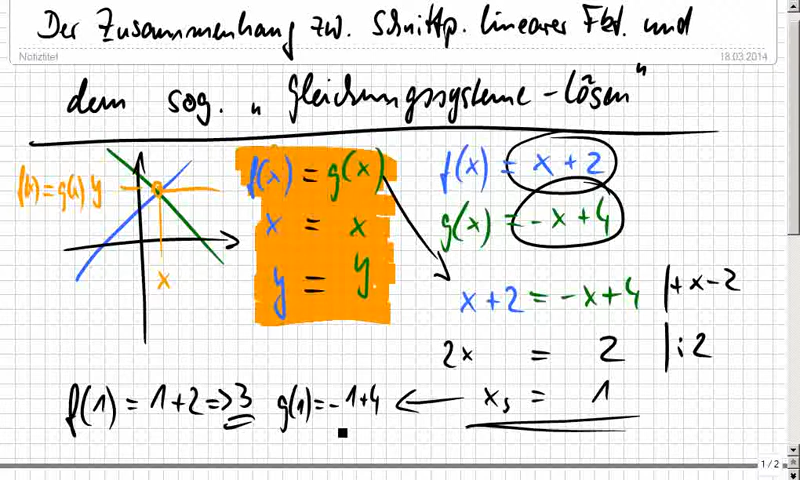 Der Zusammenhang zw. Schnittp. linearer Fkt. und
Notiztitel
18.03.2014
dem sog. „Gleichungssysteme-Lösen"
f(x) = g(x) y
x
f(x) = g(x)
x = x
y = y
f(x) = x + 2
g(x) = -x + 4
x+2 = -x+4 |+x-2
2x = 2 |:2
xs = 1
f(1) = 1+2 => 3 g(1) = -1+4 ←
1/2